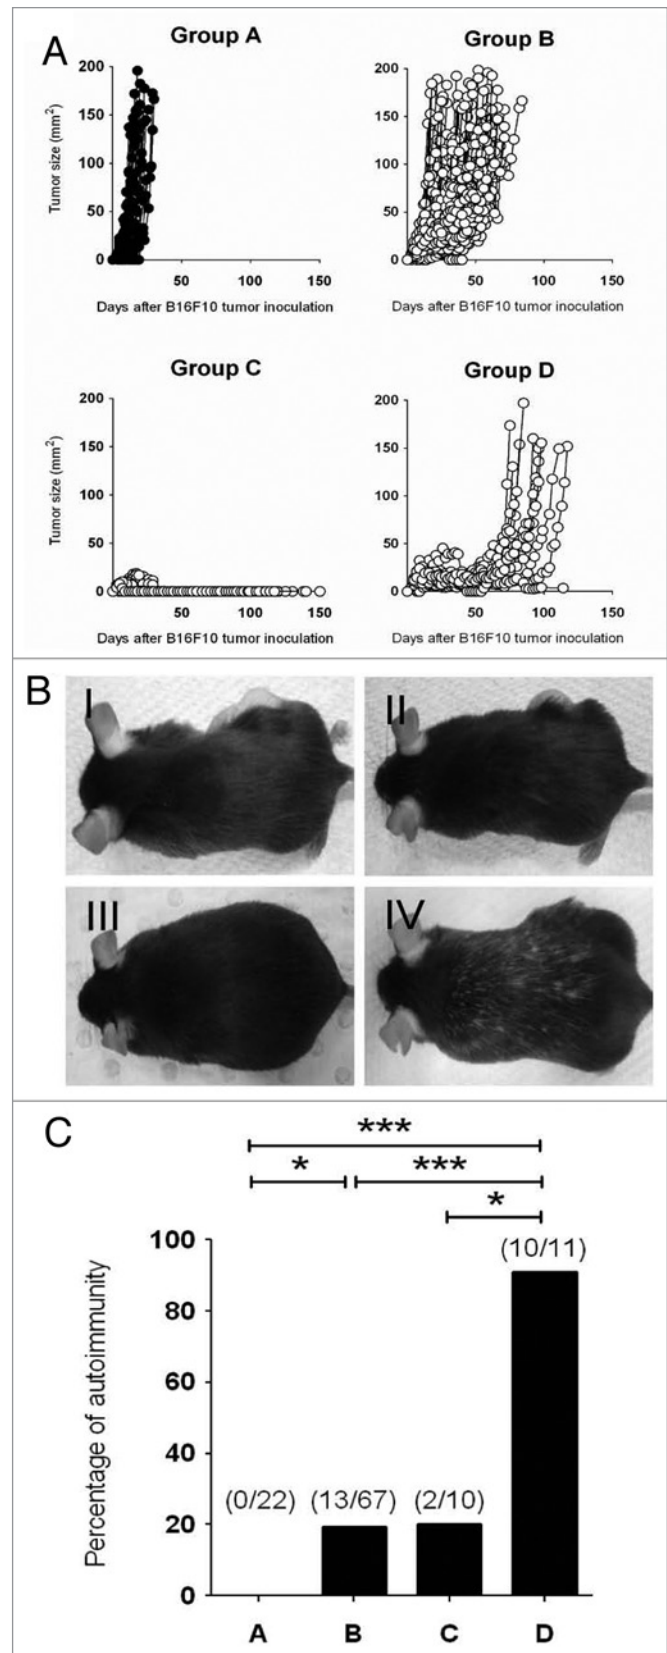 A
Group A
Group B
200
150
100
50
0
Tumor size (mm²)
50 100 150
Days after B16F10 tumor inoculation
200
150
100
50
0
50 100 150
Days after B16F10 tumor inoculation
Group C
Group D
200
150
100
50
0
Tumor size (mm²)
50 100 150
Days after B16F10 tumor inoculation
200
150
100
50
0
50 100 150
Days after B16F10 tumor inoculation
B
I
II
III
IV
C
***
* ***
*
Percentage of autoimmunity
100
80
60
40
20
0
(10/11)
(0/22) (13/67) (2/10)
A B C D